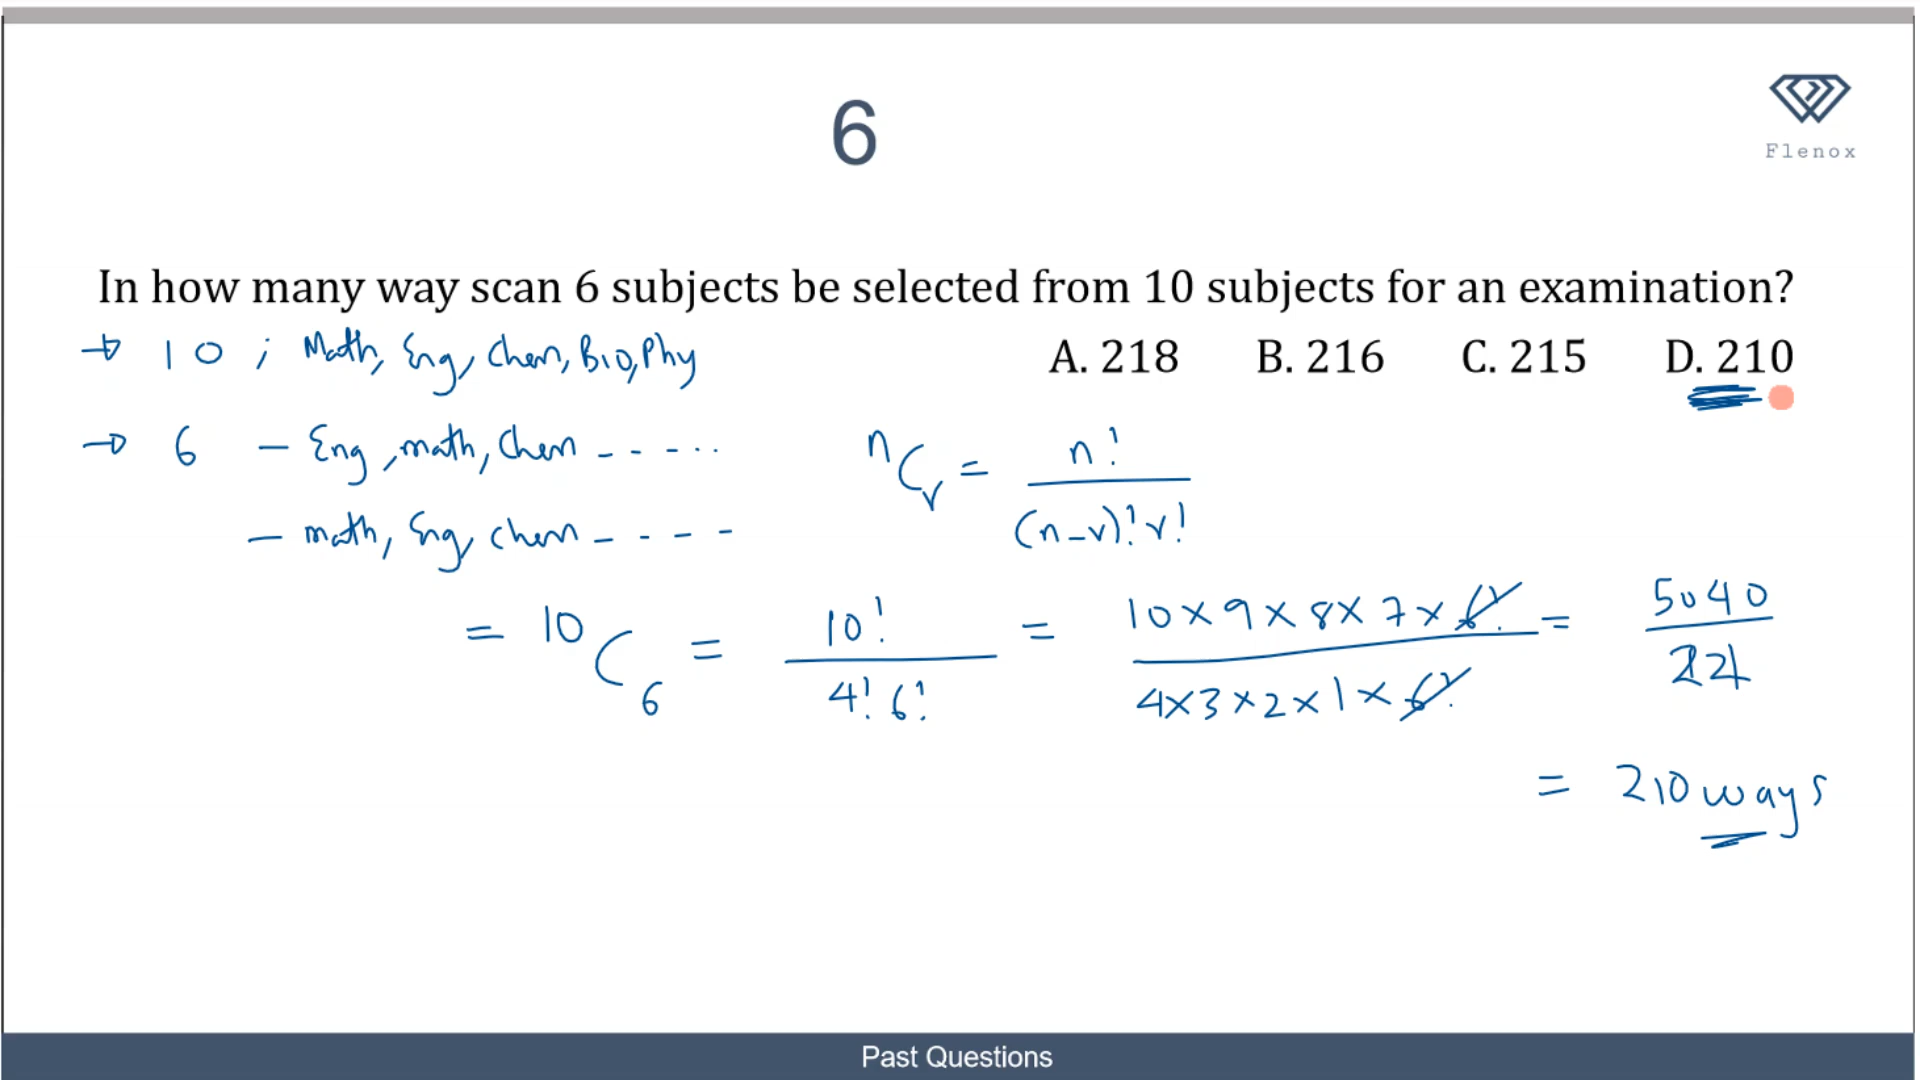 6
Flenox
In how many way scan 6 subjects be selected from 10 subjects for an examination?
A. 218 B. 216 C. 215 D. 210
→ 10 ; Math, Eng, Chem, Bio, Phy
→ 6 – Eng, math, Chem - - - - -
– math, Eng, chem - - - -
ⁿCᵣ = n! / (n–r)! r!
= ¹⁰C₆ = 10! / 4! 6! = 10 × 9 × 8 × 7 × 6! / 4 × 3 × 2 × 1 × 6! = 5040 / 24
= 210 ways
Past Questions